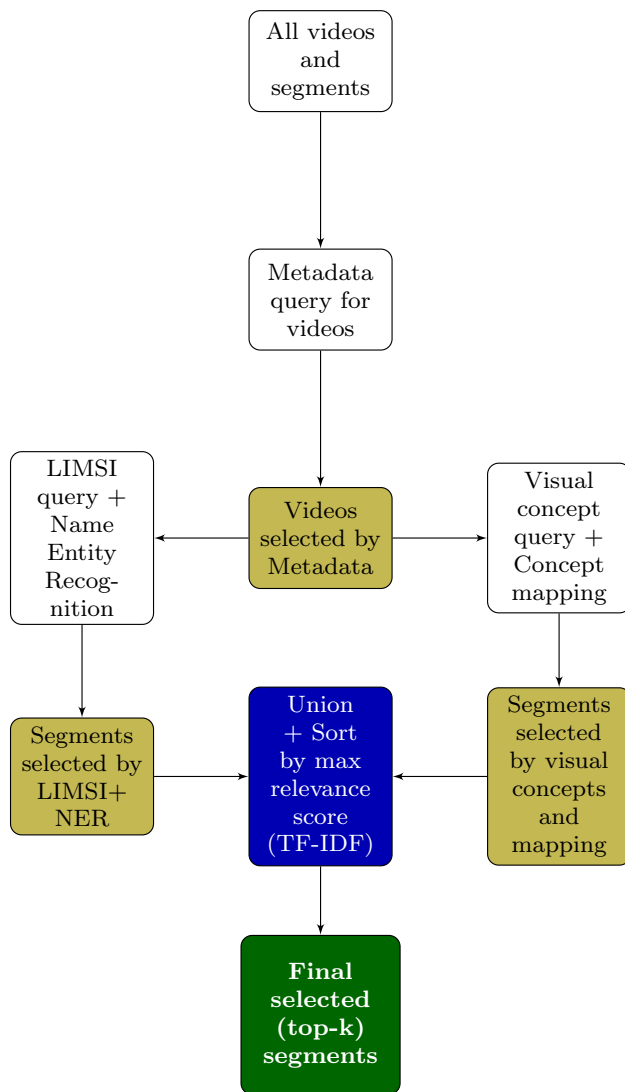 All videos
and
segments
Metadata
query for
videos
LIMSI
query +
Name
Entity
Recog-
nition
Videos
selected by
Metadata
Visual
concept
query +
Concept
mapping
Segments
selected by
LIMSI+
NER
Union
+ Sort
by max
relevance
score
(TF-IDF)
Segments
selected
by visual
concepts
and
mapping
Final
selected
(top-k)
segments